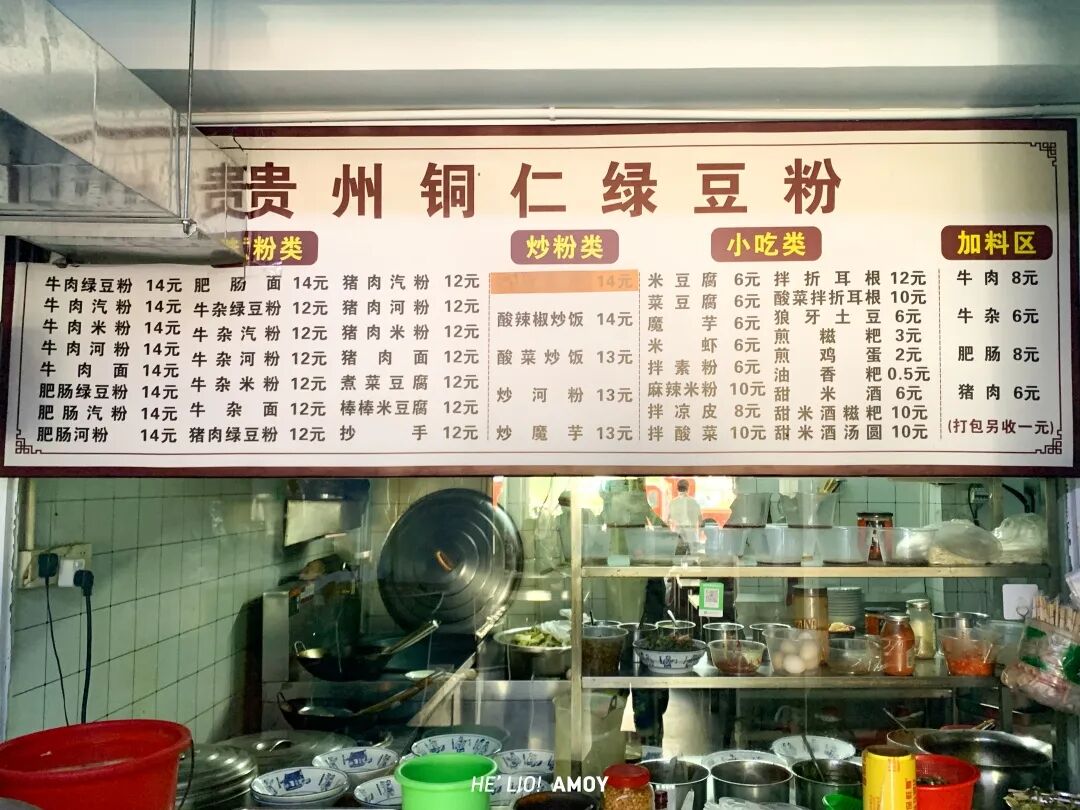 贵州铜仁绿豆粉
粉类
牛肉绿豆粉 14元
牛肉汽粉 14元
牛肉米粉 14元
牛肉河粉 14元
牛肉面 14元
肥肠绿豆粉 14元
肥肠汽粉 14元
肥肠河粉 14元
肥肠面 14元
牛杂绿豆粉 12元
牛杂汽粉 12元
牛杂河粉 12元
牛杂米粉 12元
牛杂面 12元
猪肉绿豆粉 12元
猪肉汽粉 12元
猪肉河粉 12元
猪肉米粉 12元
猪肉面 12元
煮菜豆腐 12元
棒棒米豆腐 12元
抄手 12元
炒粉类
14元
酸辣椒炒饭 14元
酸菜炒饭 13元
炒河粉 13元
炒魔芋 13元
小吃类
米豆腐 6元
菜豆腐 6元
魔芋 6元
米虾 6元
拌素粉 6元
麻辣米粉 10元
拌凉皮 8元
拌酸菜 10元
拌折耳根 12元
酸菜拌折耳根 10元
狼牙土豆 6元
煎糍粑 3元
煎鸡蛋 2元
油香粑 0.5元
甜米酒 6元
甜米酒糍粑 10元
甜米酒汤圆 10元
加料区
牛肉 8元
牛杂 6元
肥肠 8元
猪肉 6元
(打包另收一元)
HE' LIO! AMOY